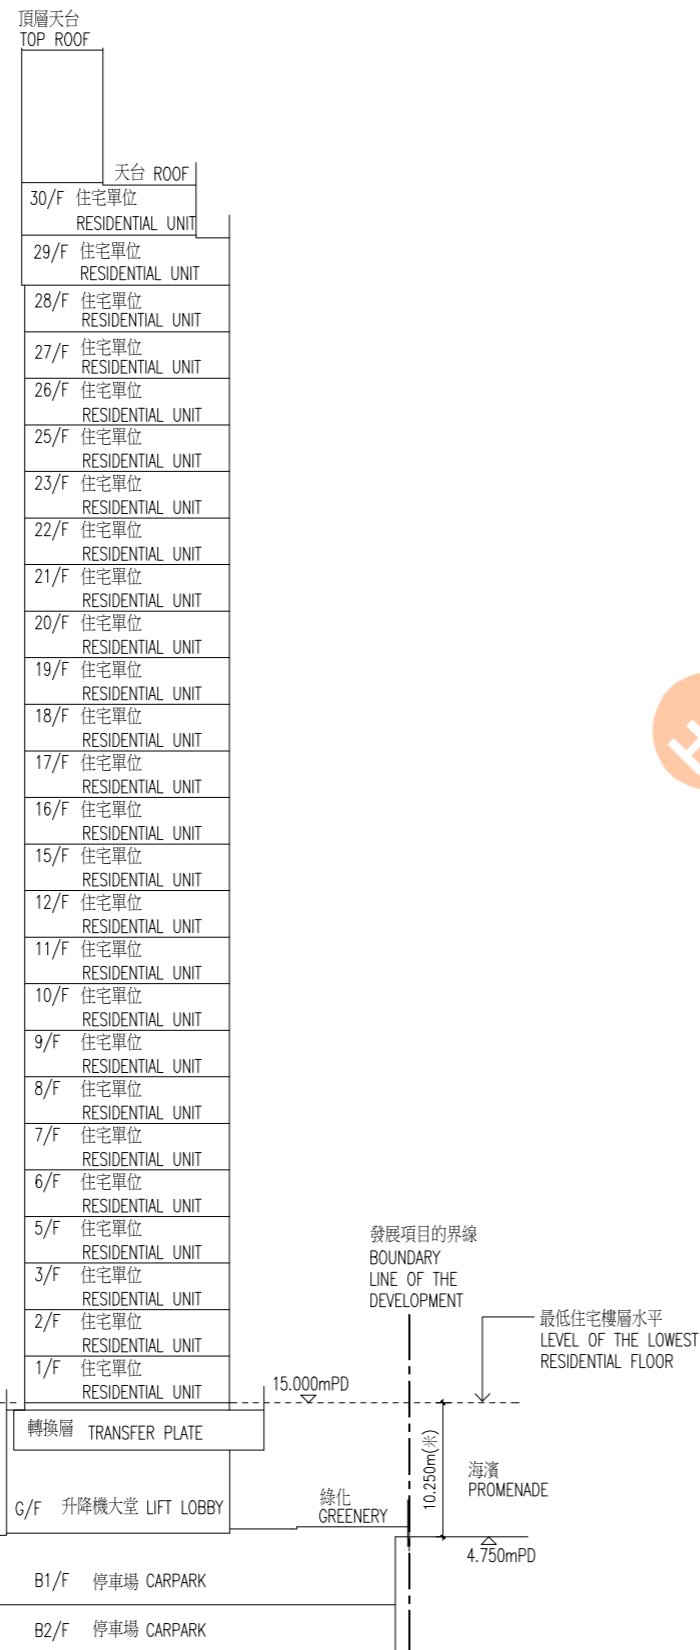 頂層天台
TOP ROOF
天台 ROOF
30/F 住宅單位
RESIDENTIAL UNIT
29/F 住宅單位
RESIDENTIAL UNIT
28/F 住宅單位
RESIDENTIAL UNIT
27/F 住宅單位
RESIDENTIAL UNIT
26/F 住宅單位
RESIDENTIAL UNIT
25/F 住宅單位
RESIDENTIAL UNIT
23/F 住宅單位
RESIDENTIAL UNIT
22/F 住宅單位
RESIDENTIAL UNIT
21/F 住宅單位
RESIDENTIAL UNIT
20/F 住宅單位
RESIDENTIAL UNIT
19/F 住宅單位
RESIDENTIAL UNIT
18/F 住宅單位
RESIDENTIAL UNIT
17/F 住宅單位
RESIDENTIAL UNIT
16/F 住宅單位
RESIDENTIAL UNIT
15/F 住宅單位
RESIDENTIAL UNIT
12/F 住宅單位
RESIDENTIAL UNIT
11/F 住宅單位
RESIDENTIAL UNIT
10/F 住宅單位
RESIDENTIAL UNIT
9/F 住宅單位
RESIDENTIAL UNIT
8/F 住宅單位
RESIDENTIAL UNIT
7/F 住宅單位
RESIDENTIAL UNIT
6/F 住宅單位
RESIDENTIAL UNIT
5/F 住宅單位
RESIDENTIAL UNIT
3/F 住宅單位
RESIDENTIAL UNIT
2/F 住宅單位
RESIDENTIAL UNIT
1/F 住宅單位
RESIDENTIAL UNIT
發展項目的界線
BOUNDARY
LINE OF THE
DEVELOPMENT
最低住宅樓層水平
LEVEL OF THE LOWEST
RESIDENTIAL FLOOR
15.000mPD
轉換層 TRANSFER PLATE
10.250m(米)
海濱
PROMENADE
G/F 升降機大堂 LIFT LOBBY
綠化
GREENERY
4.750mPD
B1/F 停車場 CARPARK
B2/F 停車場 CARPARK